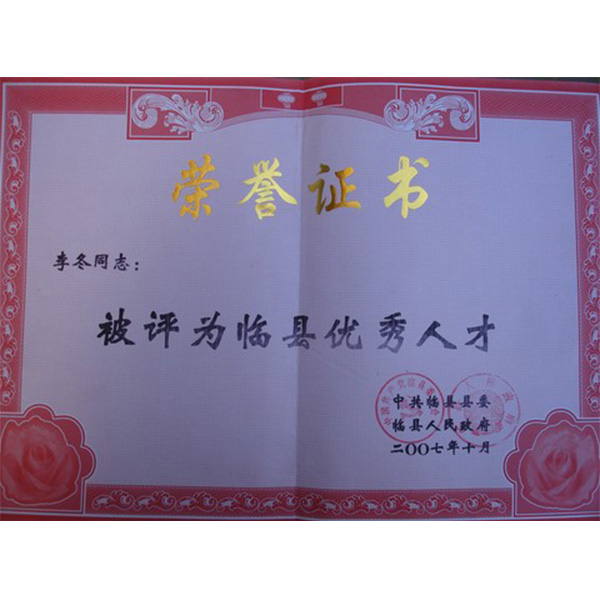 荣誉证书
李冬同志：
被评为临县优秀人才
中共临县县委
临县人民政府
二〇〇七年十月